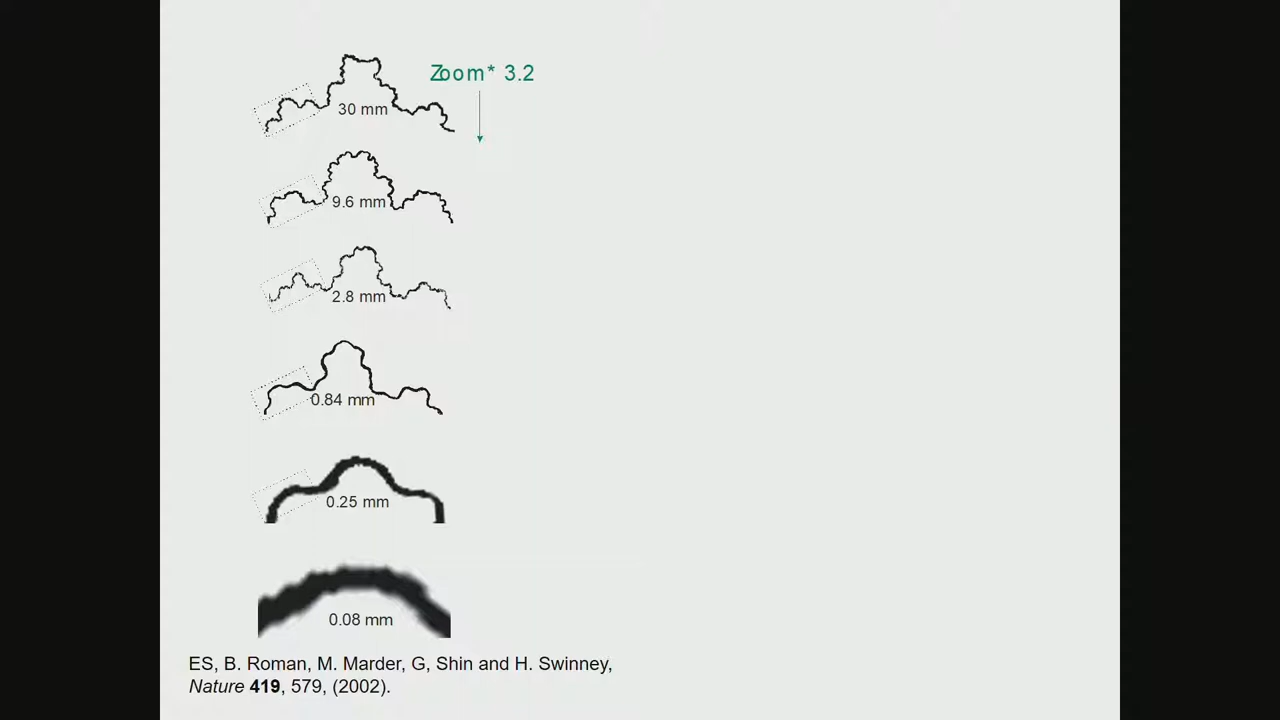 Zoom* 3.2
30 mm
9.6 mm
2.8 mm
0.84 mm
0.25 mm
0.08 mm
ES, B. Roman, M. Marder, G, Shin and H. Swinney,
Nature 419, 579, (2002).